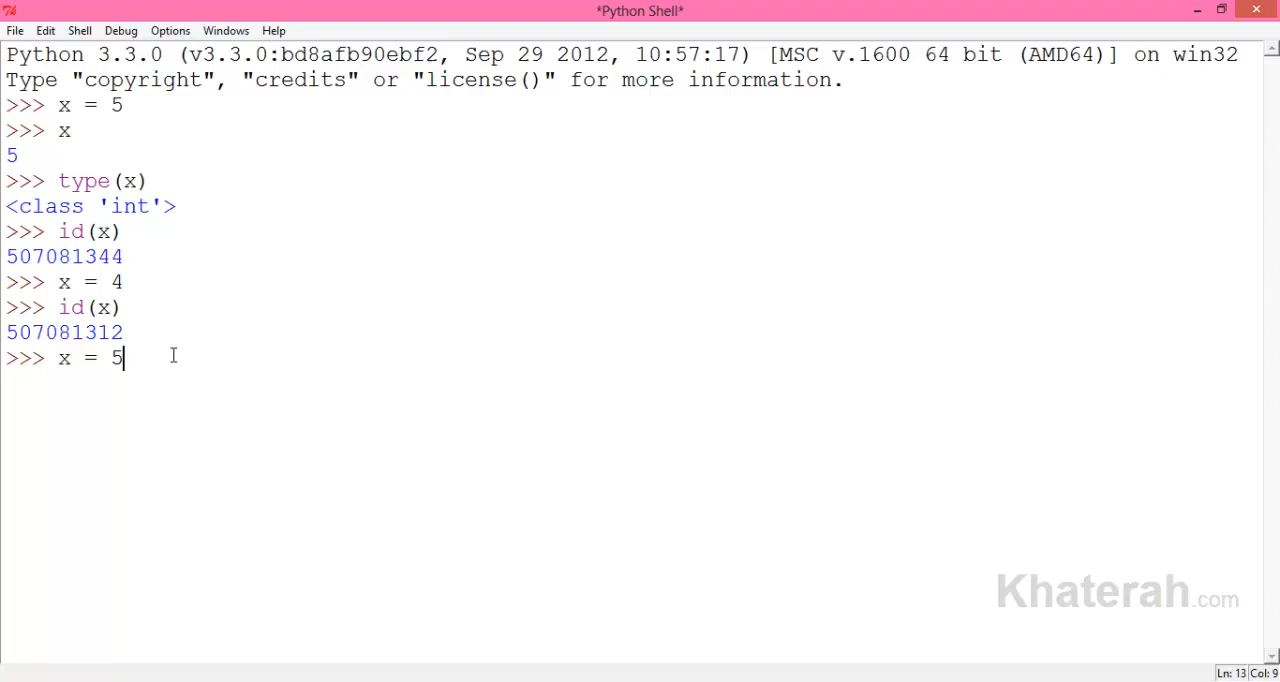 *Python Shell*
File Edit Shell Debug Options Windows Help
Python 3.3.0 (v3.3.0:bd8afb90ebf2, Sep 29 2012, 10:57:17) [MSC v.1600 64 bit (AMD64)] on win32
Type "copyright", "credits" or "license()" for more information.
>>> x = 5
>>> x
5
>>> type(x)
<class 'int'>
>>> id(x)
507081344
>>> x = 4
>>> id(x)
507081312
>>> x = 5
Khaterah.com
Ln: 13 Col: 9